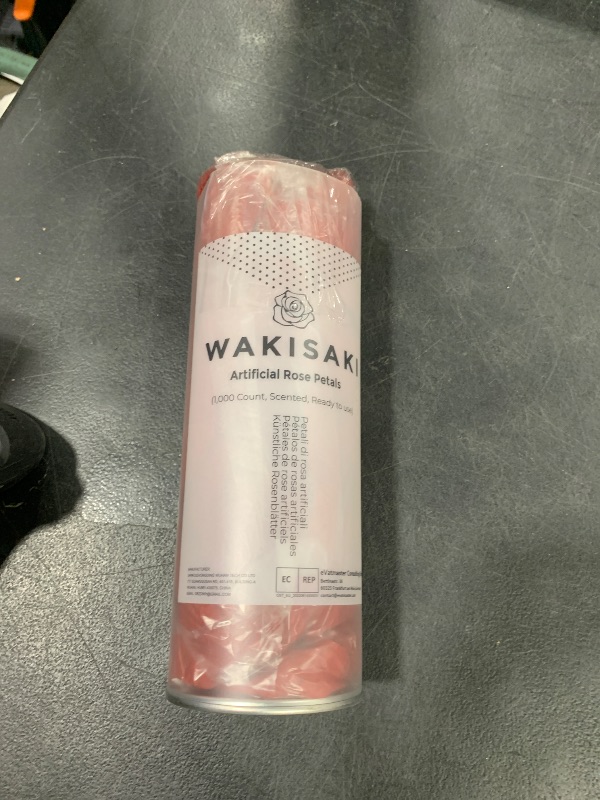 WAKISAKI
Artificial Rose Petals
(1,000 Count, Scented, Ready to use)
Petali di rosa artificiali
Pétalos de rosas artificiales
Pétales de rose artificiels
Künstliche Rosenblätter
EC REP